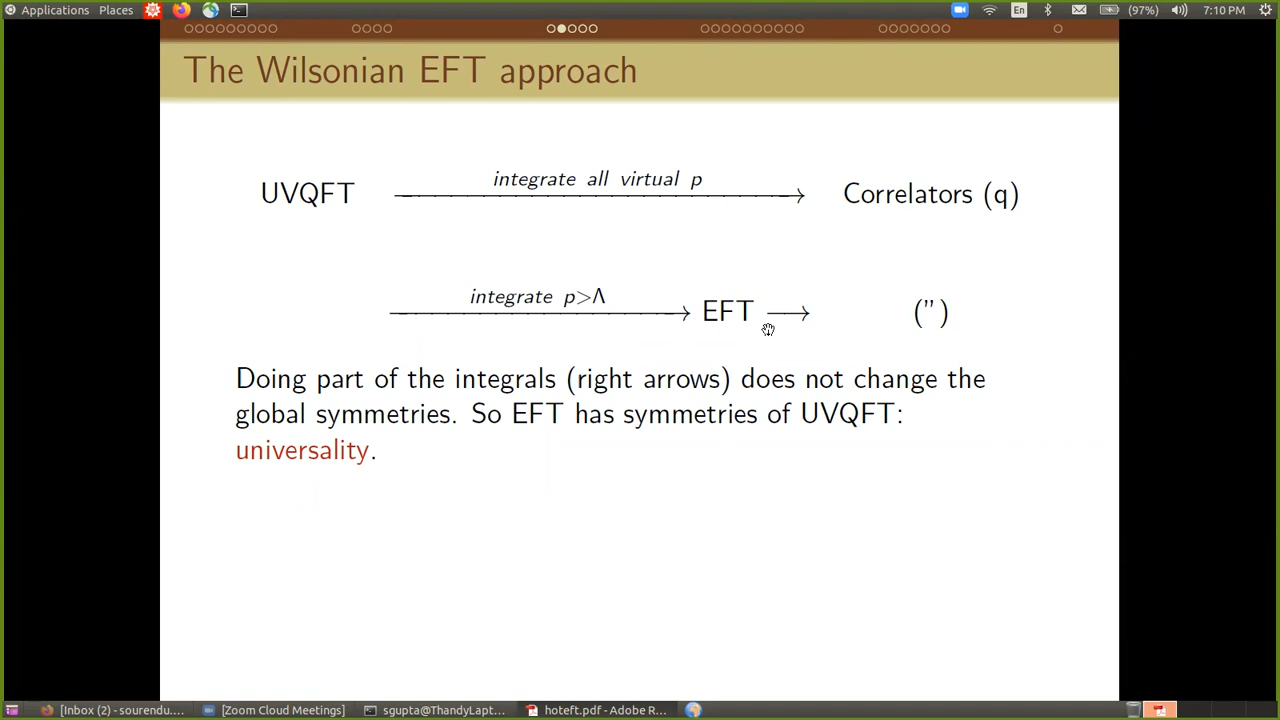 Applications Places En (97%) 7:10 PM
The Wilsonian EFT approach
integrate all virtual p
UVQFT Correlators (q)
integrate p>Λ
EFT (")
Doing part of the integrals (right arrows) does not change the
global symmetries. So EFT has symmetries of UVQFT:
universality.
[Inbox (2) - sourendu.... [Zoom Cloud Meetings] sgupta@ThandyLapt... hoteft.pdf - Adobe R...